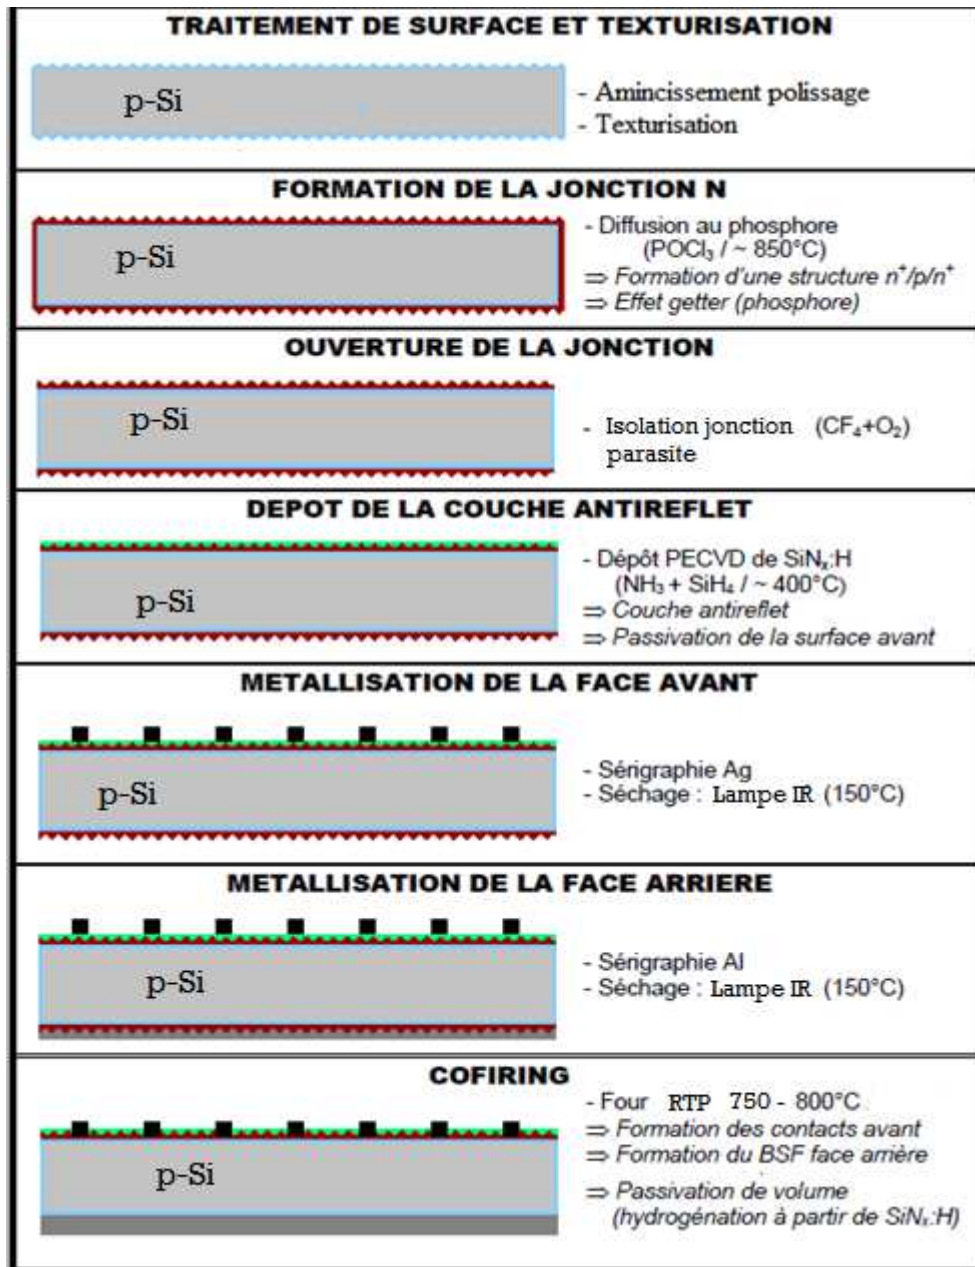 TRAITEMENT DE SURFACE ET TEXTURISATION
p-Si
- Amincissement polissage
- Texturisation
FORMATION DE LA JONCTION N
p-Si
- Diffusion au phosphore
(POCl₃ / ~ 850°C)
⇒ Formation d'une structure n⁺/p/n⁺
⇒ Effet getter (phosphore)
OUVERTURE DE LA JONCTION
p-Si
- Isolation jonction (CF₄+O₂)
parasite
DEPOT DE LA COUCHE ANTIREFLET
p-Si
- Dépôt PECVD de SiNₓ:H
(NH₃ + SiH₄ / ~ 400°C)
⇒ Couche antireflet
⇒ Passivation de la surface avant
METALLISATION DE LA FACE AVANT
p-Si
- Sérigraphie Ag
- Séchage : Lampe IR (150°C)
METALLISATION DE LA FACE ARRIERE
p-Si
- Sérigraphie Al
- Séchage : Lampe IR (150°C)
COFIRING
p-Si
- Four RTP 750 - 800°C
⇒ Formation des contacts avant
⇒ Formation du BSF face arrière
⇒ Passivation de volume
(hydrogénation à partir de SiNₓ:H)